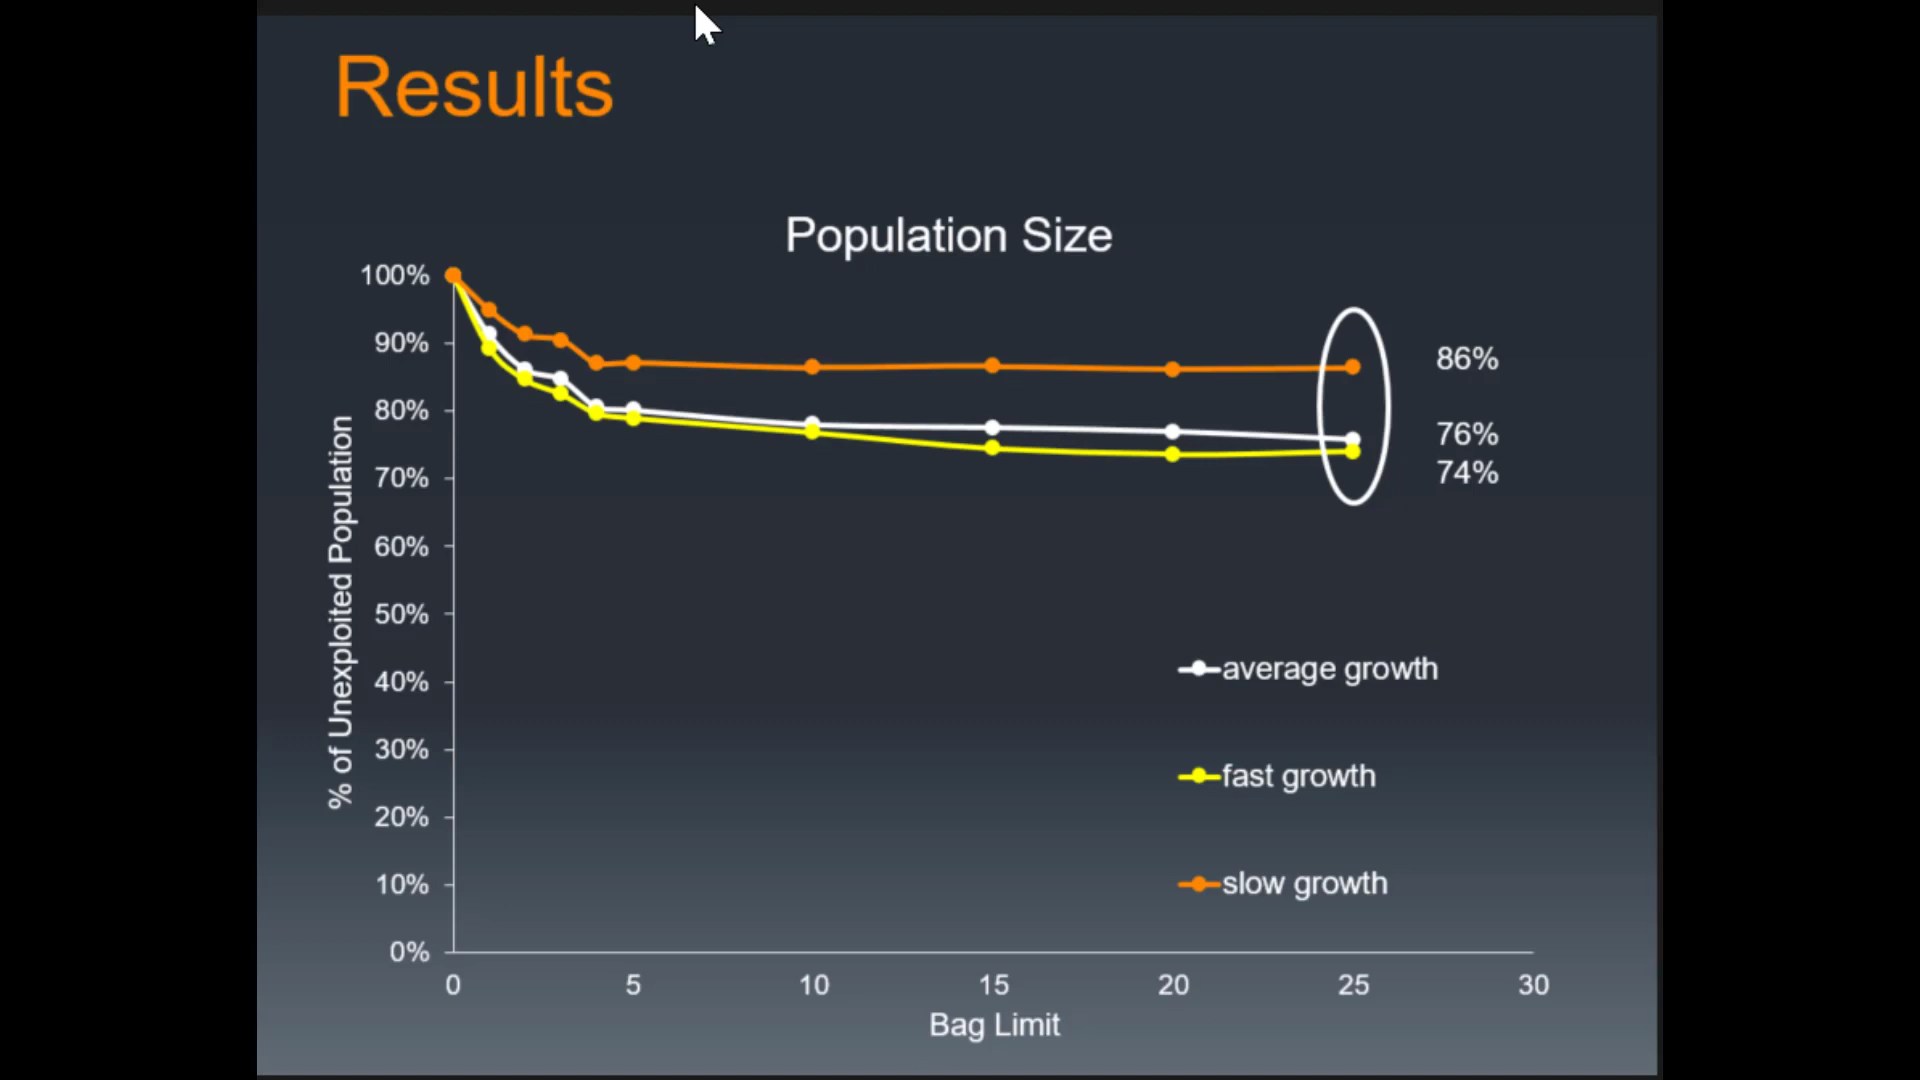 Results
Population Size
100%
90%
80%
70%
60%
50%
40%
30%
20%
10%
0%
% of Unexploited Population
86%
76%
74%
average growth
fast growth
slow growth
0 5 10 15 20 25 30
Bag Limit